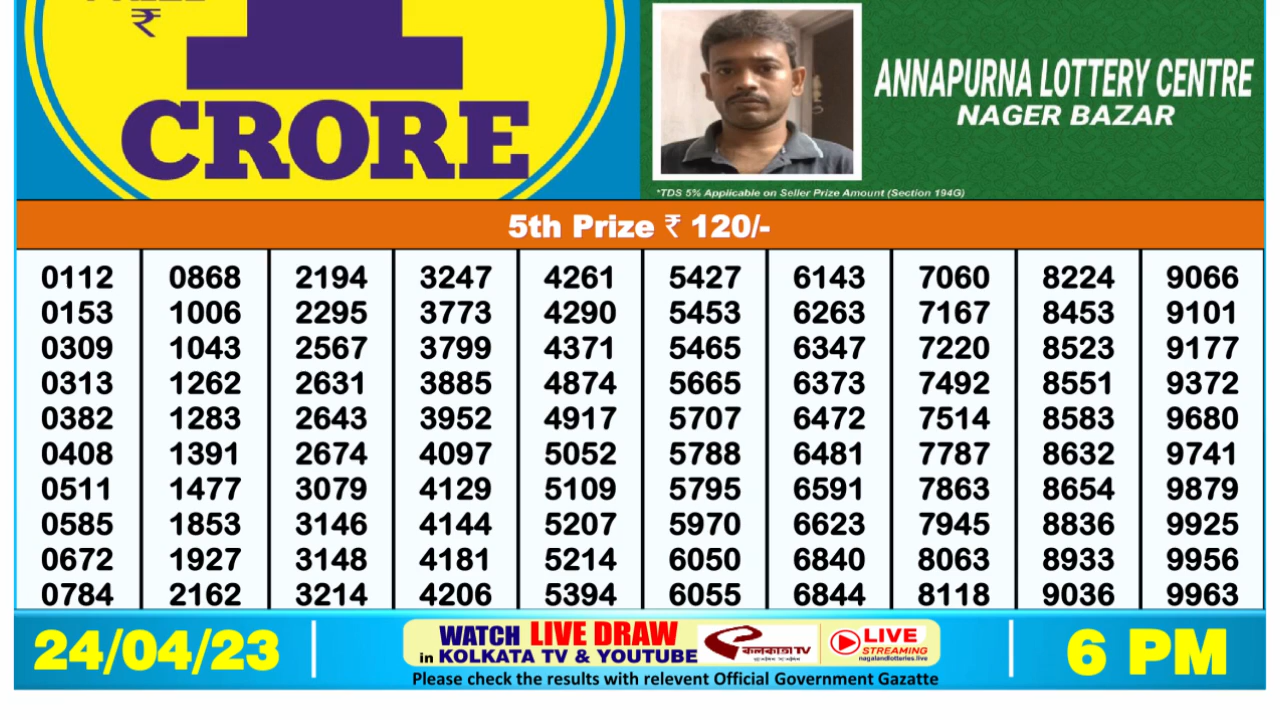 ₹
1
CRORE
ANNAPURNA LOTTERY CENTRE
NAGER BAZAR
*TDS 5% Applicable on Seller Prize Amount (Section 194G)
5th Prize ₹ 120/-
0112 0868 2194 3247 4261 5427 6143 7060 8224 9066
0153 1006 2295 3773 4290 5453 6263 7167 8453 9101
0309 1043 2567 3799 4371 5465 6347 7220 8523 9177
0313 1262 2631 3885 4874 5665 6373 7492 8551 9372
0382 1283 2643 3952 4917 5707 6472 7514 8583 9680
0408 1391 2674 4097 5052 5788 6481 7787 8632 9741
0511 1477 3079 4129 5109 5795 6591 7863 8654 9879
0585 1853 3146 4144 5207 5970 6623 7945 8836 9925
0672 1927 3148 4181 5214 6050 6840 8063 8933 9956
0784 2162 3214 4206 5394 6055 6844 8118 9036 9963
24/04/23
WATCH LIVE DRAW
in KOLKATA TV & YOUTUBE
কলকাতা TV
LIVE
STREAMING
nagalandlotteries.live
Please check the results with relevent Official Government Gazatte
6 PM